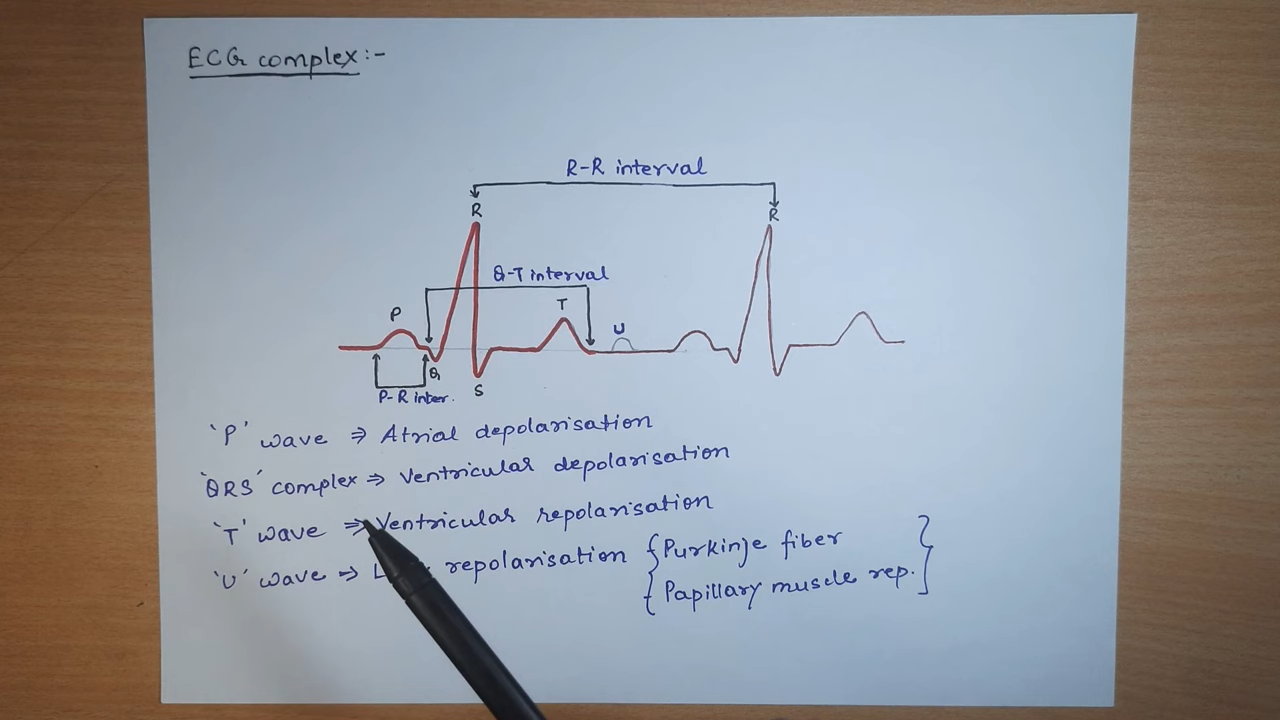 ECG complex:-
R-R interval
R
R
Q-T interval
P
T
U
Q
S
P-R inter.
'P' wave ⇒ Atrial depolarisation
'QRS' complex ⇒ Ventricular depolarisation
'T' wave ⇒ Ventricular repolarisation
'U' wave ⇒ repolarisation { Purkinje fiber
{ Papillary muscle rep. }